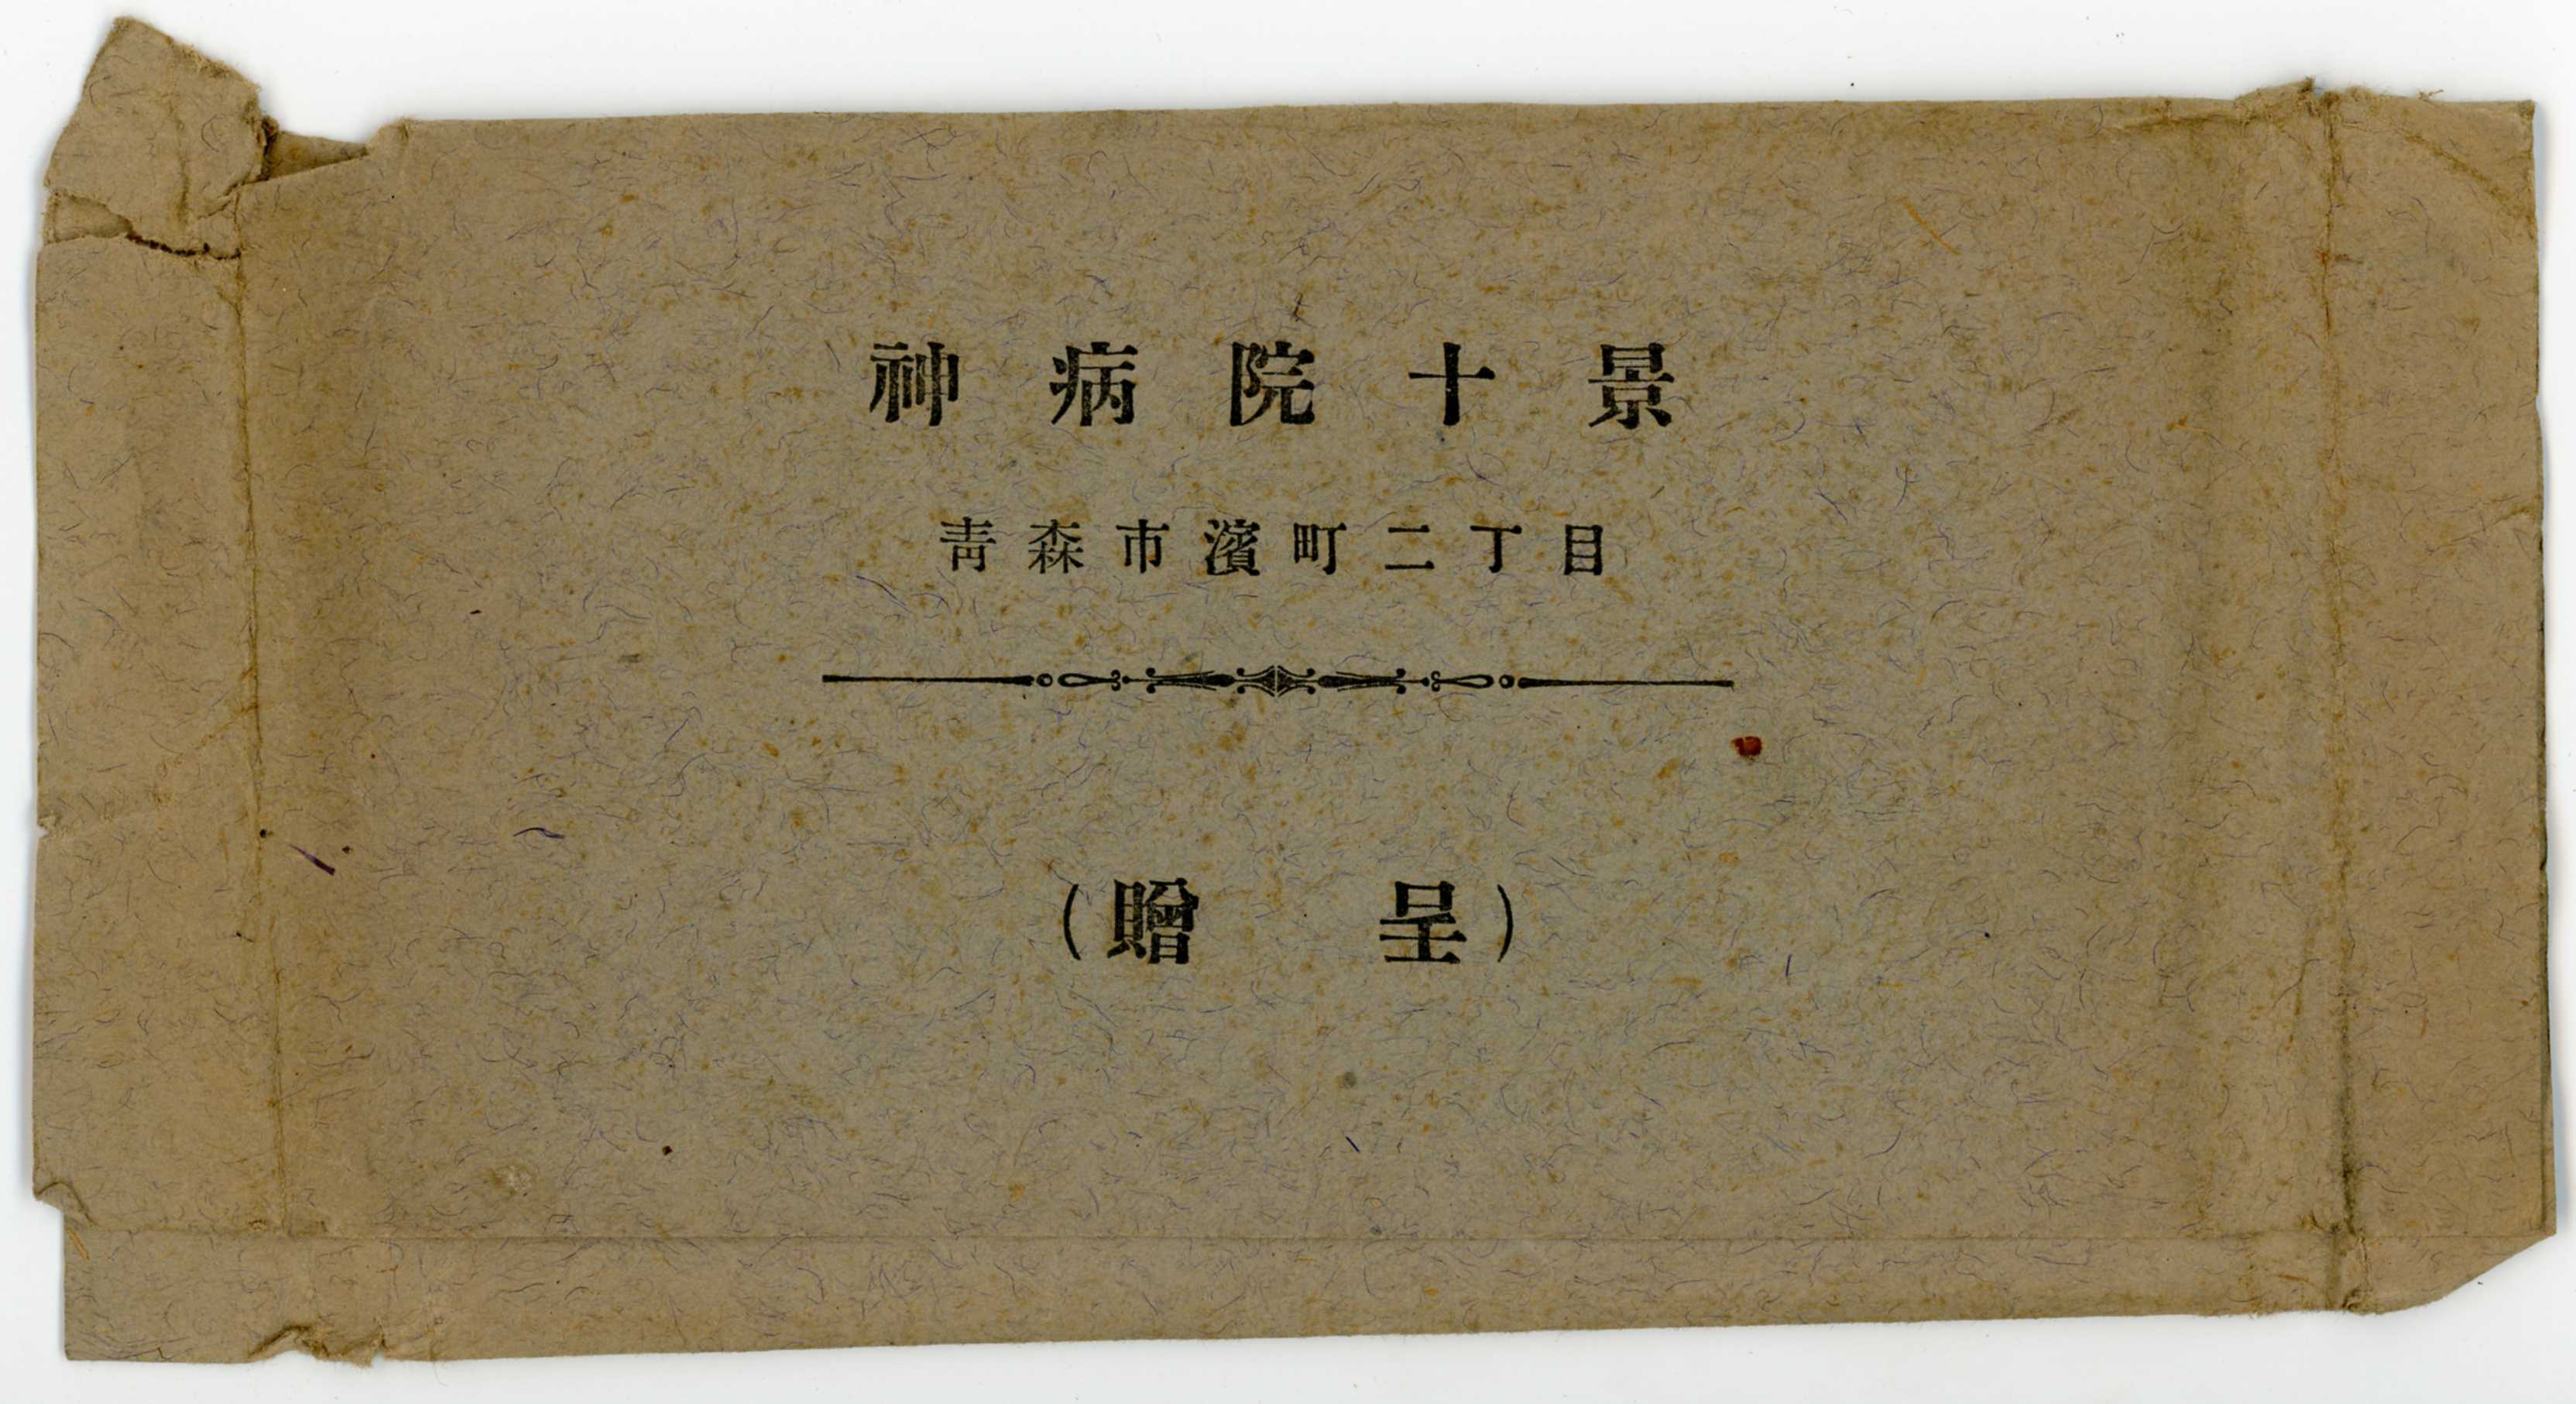 神病院十景
青森市濱町二丁目
（贈　　呈）